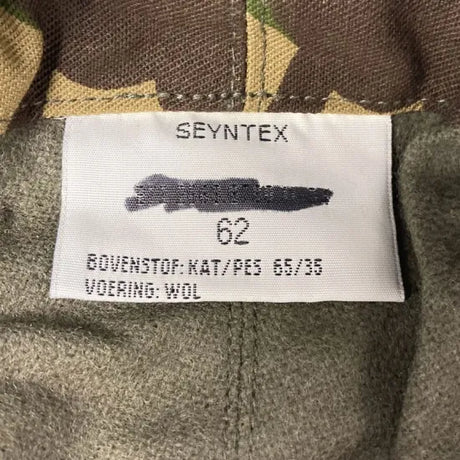 SEYNTEX
62
BOVENSTOF: KAT/PES 65/35
VOERING: WOL